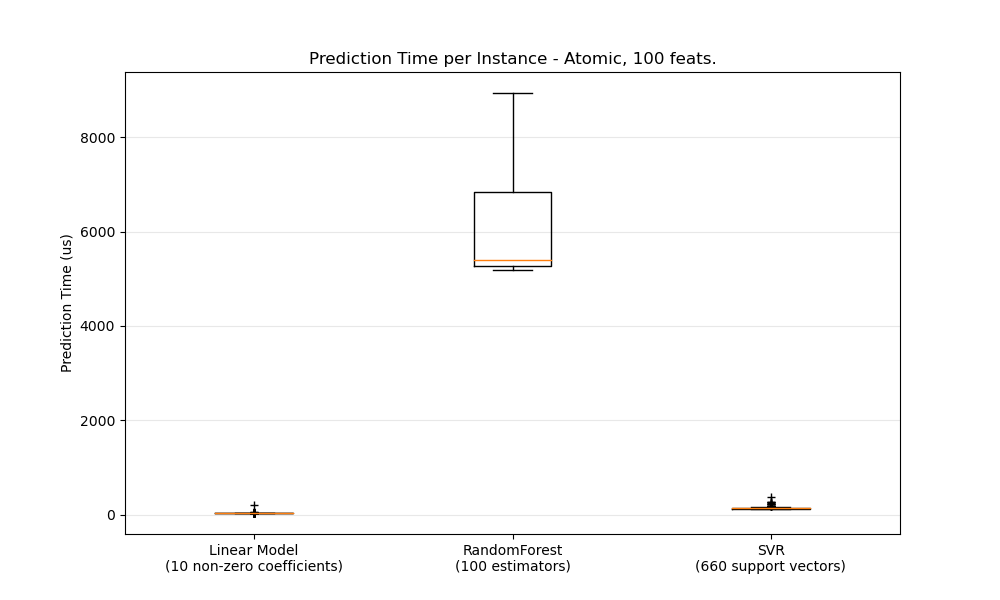 Prediction Time per Instance - Atomic, 100 feats.
Prediction Time (us)
8000
6000
4000
2000
0
Linear Model
(10 non-zero coefficients)
RandomForest
(100 estimators)
SVR
(660 support vectors)